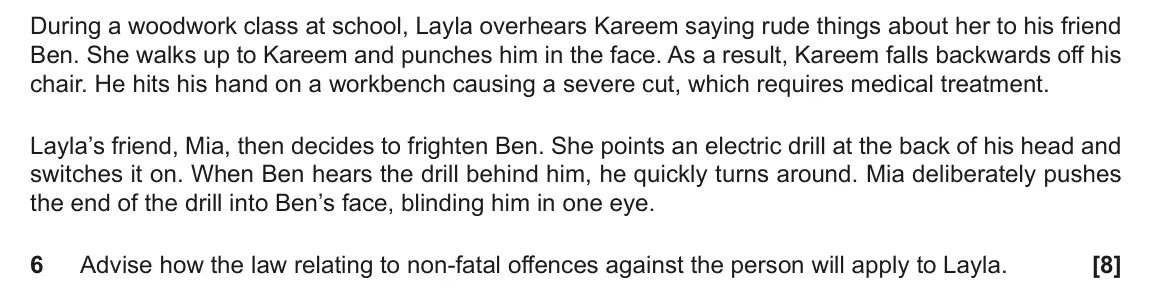 During a woodwork class at school, Layla overhears Kareem saying rude things about her to his friend
Ben. She walks up to Kareem and punches him in the face. As a result, Kareem falls backwards off his
chair. He hits his hand on a workbench causing a severe cut, which requires medical treatment.
Layla’s friend, Mia, then decides to frighten Ben. She points an electric drill at the back of his head and
switches it on. When Ben hears the drill behind him, he quickly turns around. Mia deliberately pushes
the end of the drill into Ben’s face, blinding him in one eye.
6 Advise how the law relating to non-fatal offences against the person will apply to Layla. [8]